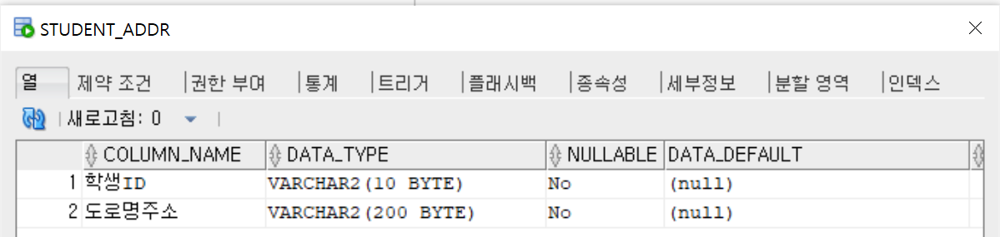 STUDENT_ADDR
열 제약 조건 권한 부여 통계 트리거 플래시백 종속성 세부정보 분할 영역 인덱스
새로고침: 0
COLUMN_NAME DATA_TYPE NULLABLE DATA_DEFAULT
1 학생ID VARCHAR2(10 BYTE) No (null)
2 도로명주소 VARCHAR2(200 BYTE) No (null)